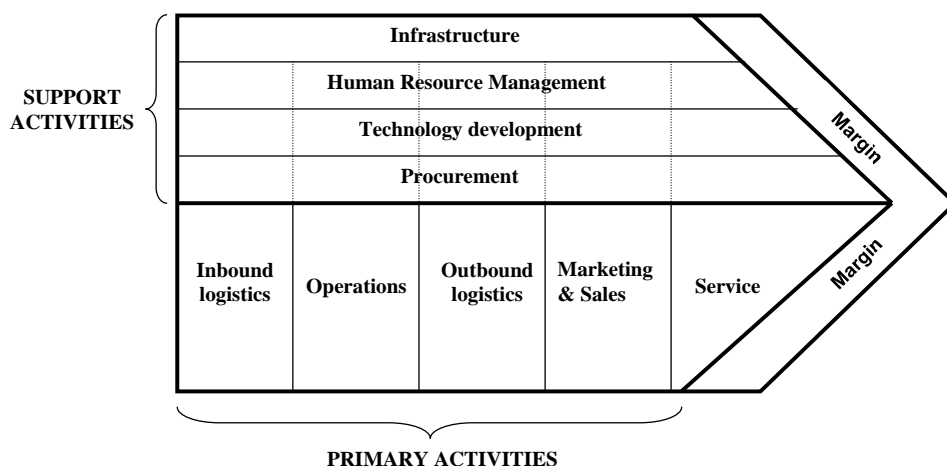 Infrastructure
Human Resource Management
SUPPORT
ACTIVITIES
Technology development
Procurement
Margin
Margin
Inbound
logistics
Operations
Outbound
logistics
Marketing
& Sales
Service
PRIMARY ACTIVITIES